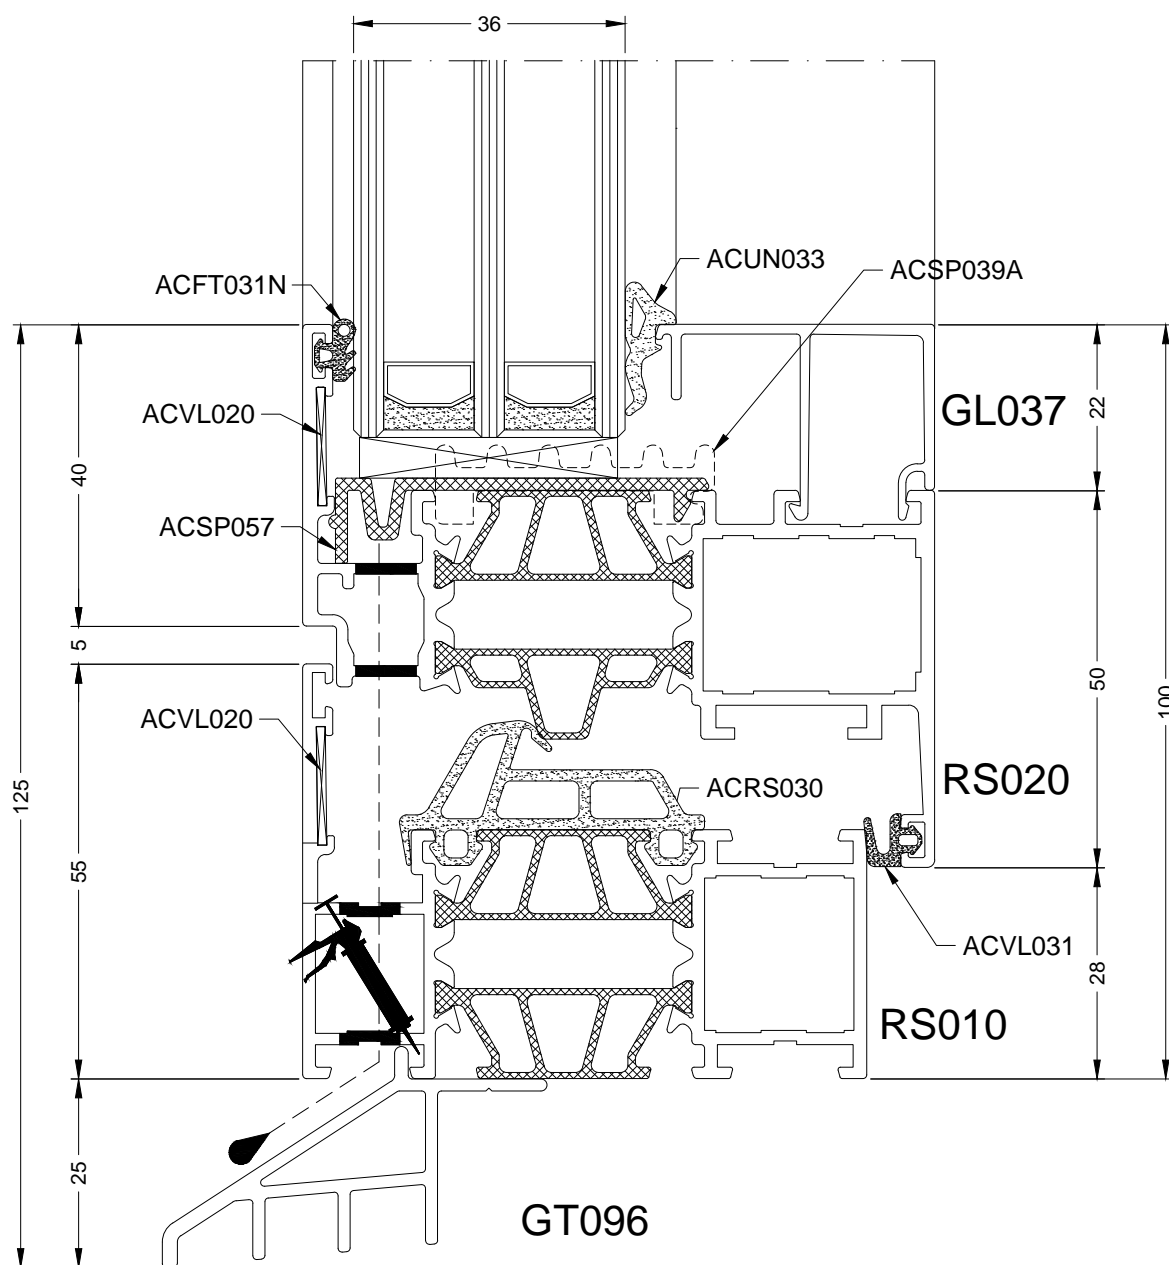 36
ACUN033
ACSP039A
ACFT031N
ACVL020
GL037
22
40
ACSP057
5
50
100
ACVL020
RS020
125
ACRS030
55
ACVL031
28
RS010
25
GT096